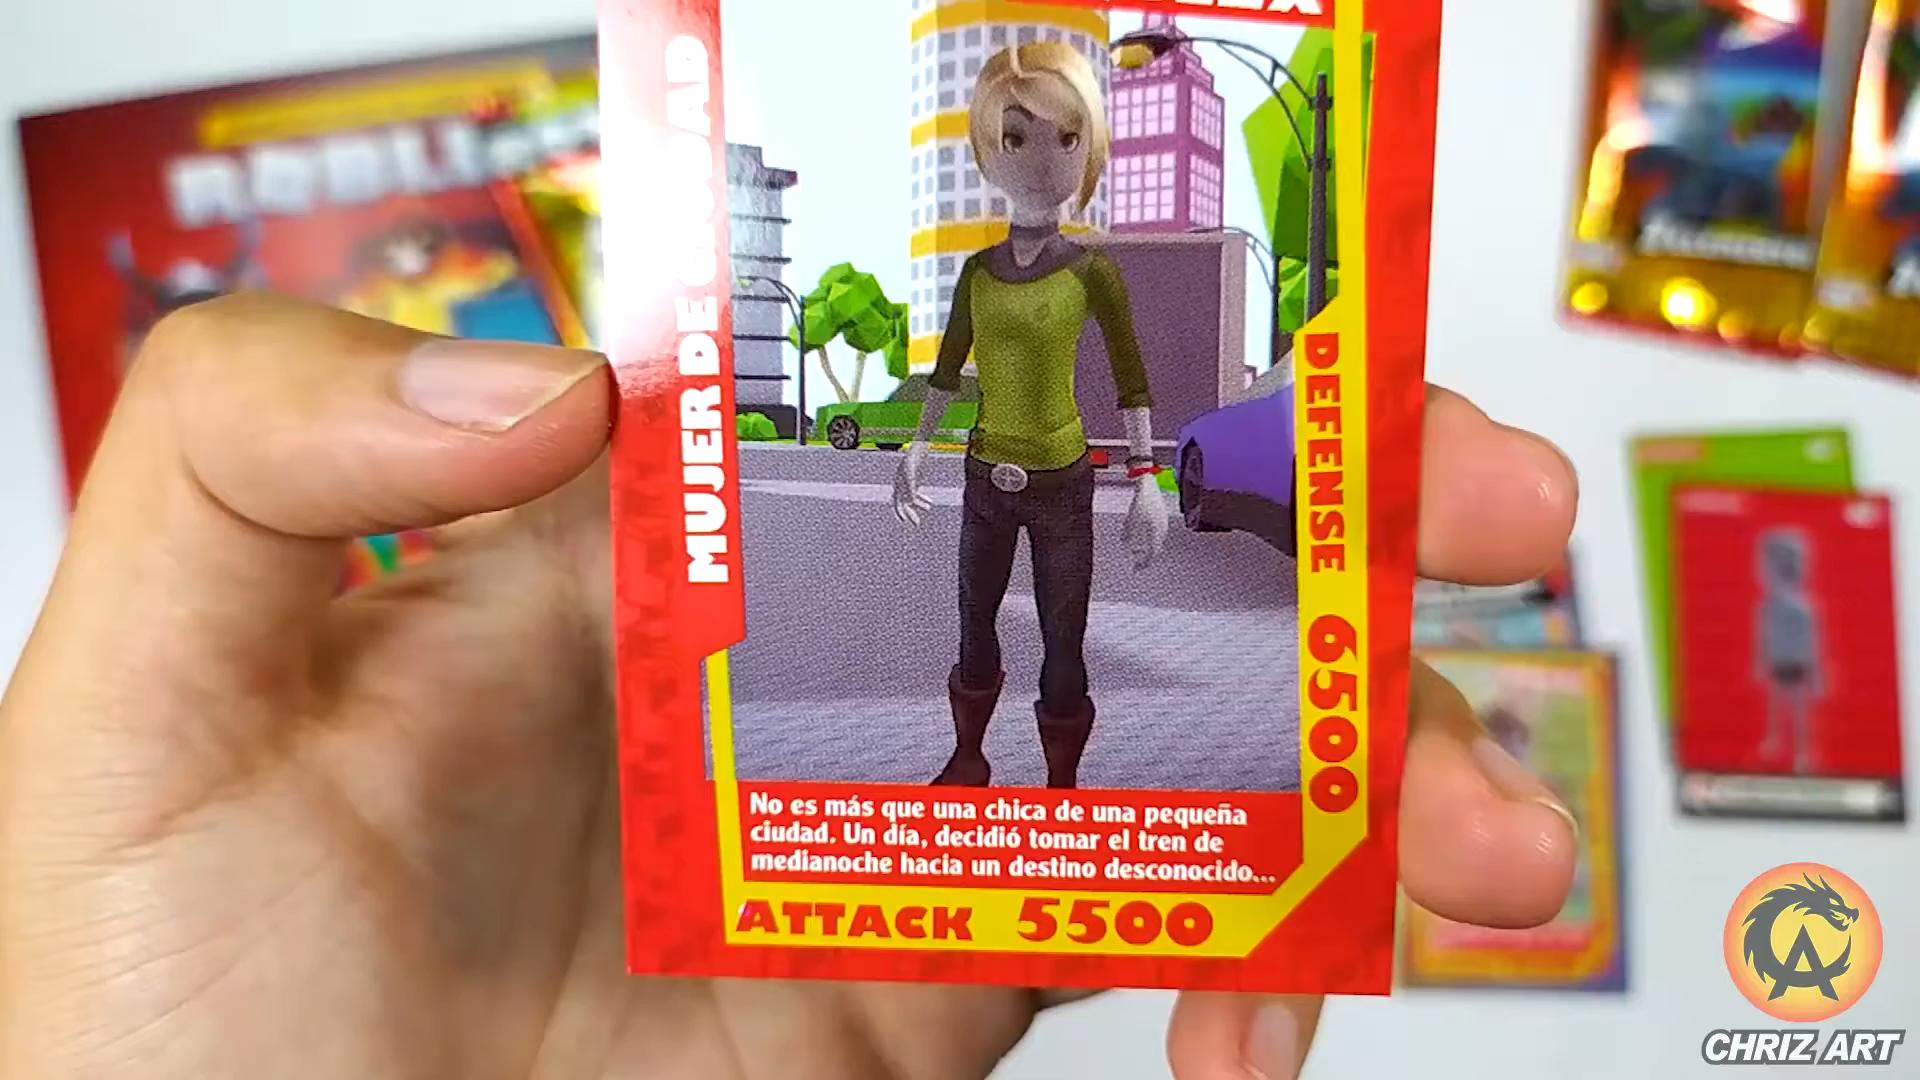 MUJER DE CIUDAD
DEFENSE 6500
No es más que una chica de una pequeña
ciudad. Un día, decidió tomar el tren de
medianoche hacia un destino desconocido...
ATTACK 5500
CHRIZ ART